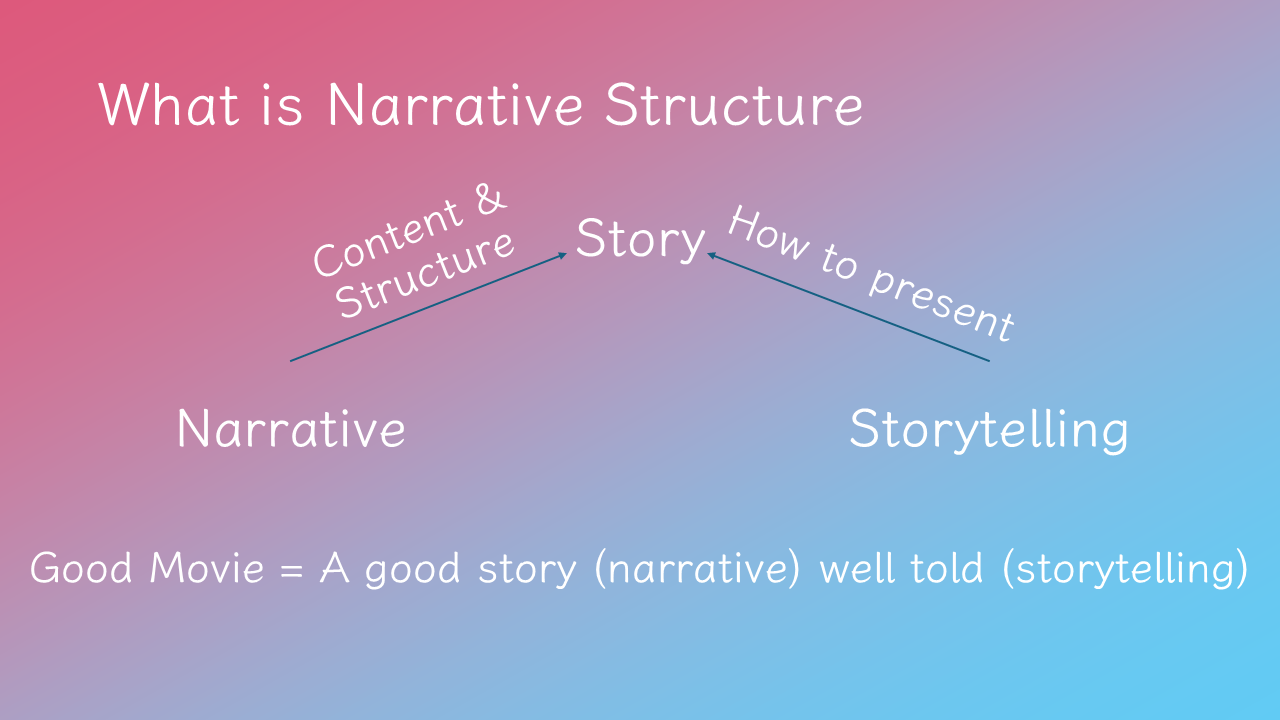 What is Narrative Structure
Content &
Structure
Story
How to present
Narrative
Storytelling
Good Movie = A good story (narrative) well told (storytelling)